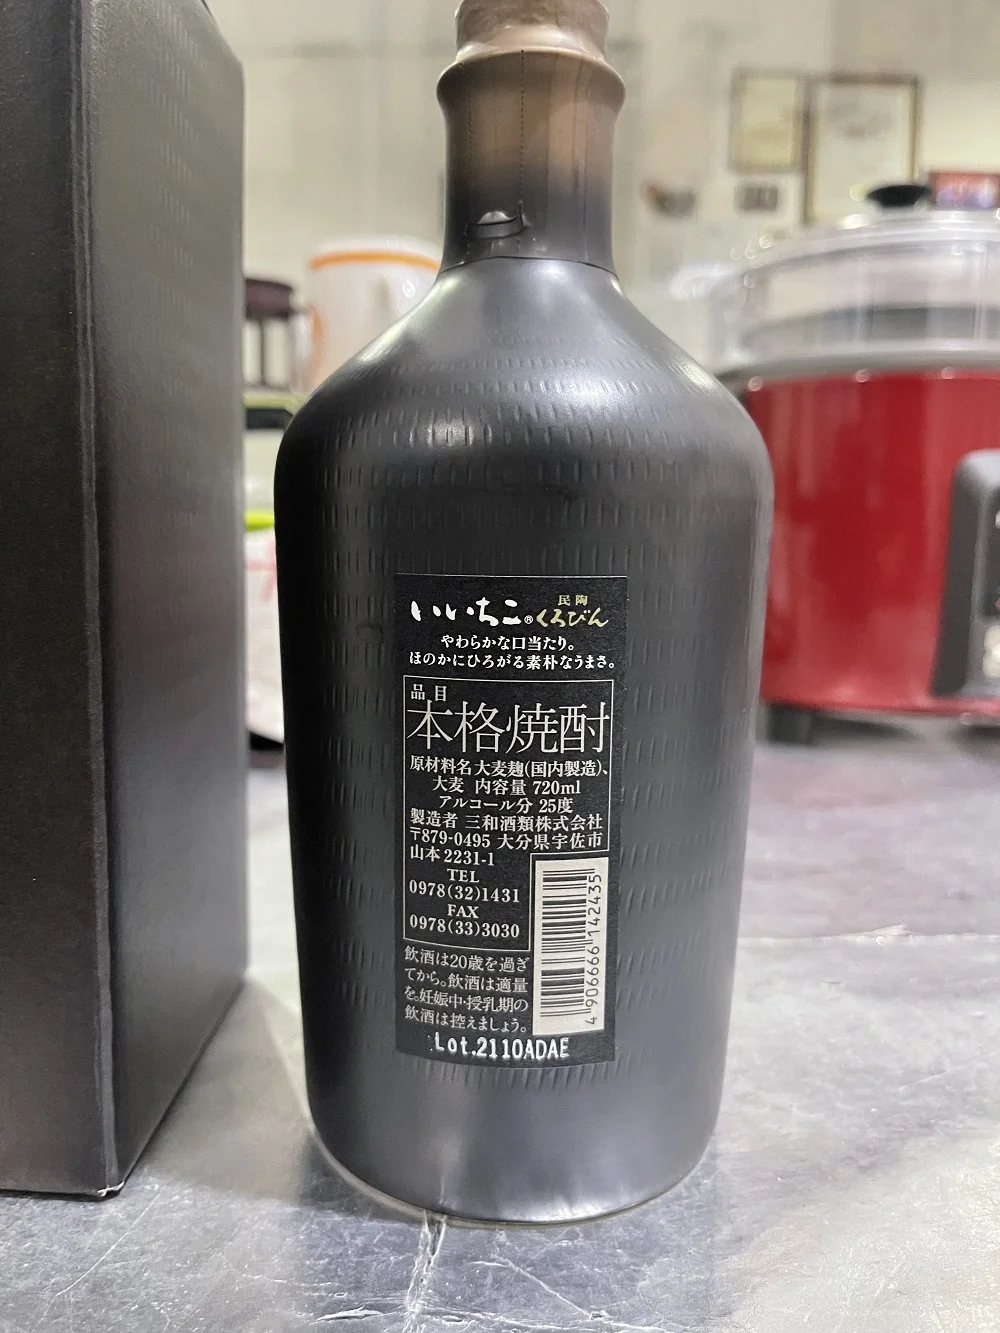 いいちこ® 民陶 くろびん
やわらかな口当たり。
ほのかにひろがる素朴なうまさ。
品目
本格焼酎
原材料名 大麦麹(国内製造)、
大麦 内容量 720ml
アルコール分 25度
製造者 三和酒類株式会社
〒879-0495 大分県宇佐市
山本2231-1
TEL
0978(32)1431
FAX
0978(33)3030
飲酒は20歳を過ぎ
てから。飲酒は適量
を。妊娠中・授乳期の
飲酒は控えましょう。
4906666142435
Lot.2110ADAE